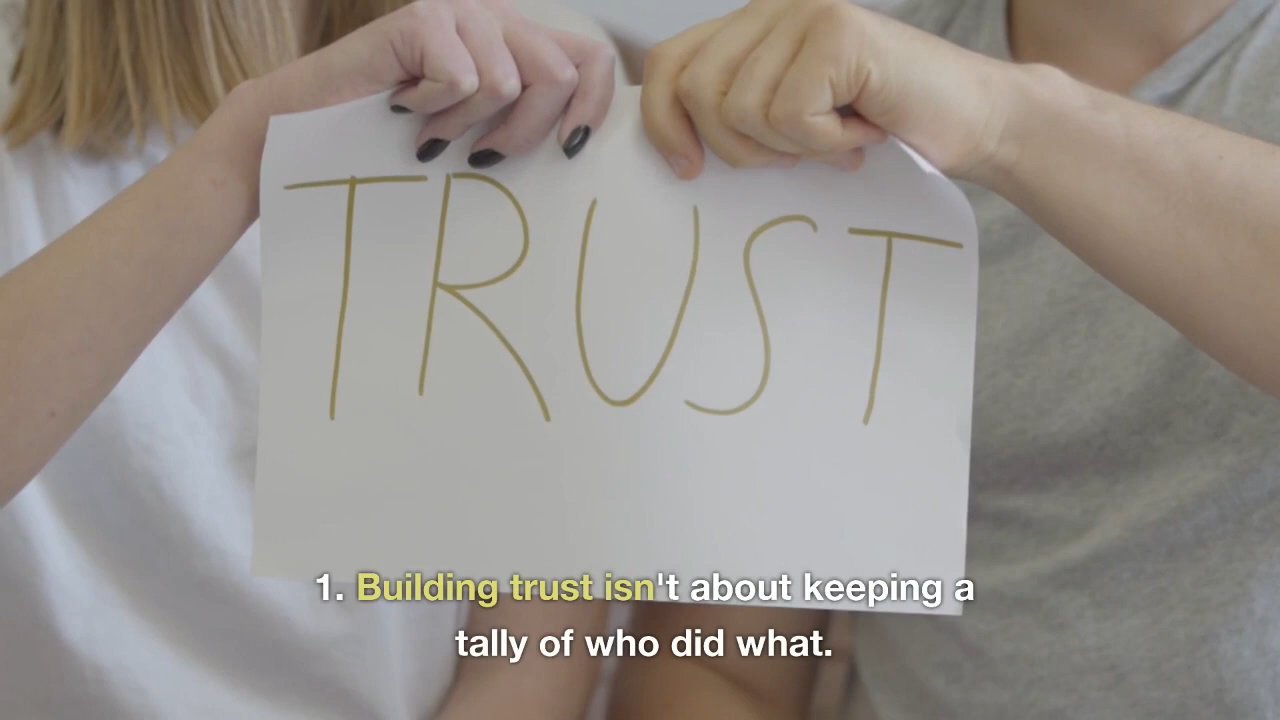 TRUST
1. Building trust isn't about keeping a
tally of who did what.